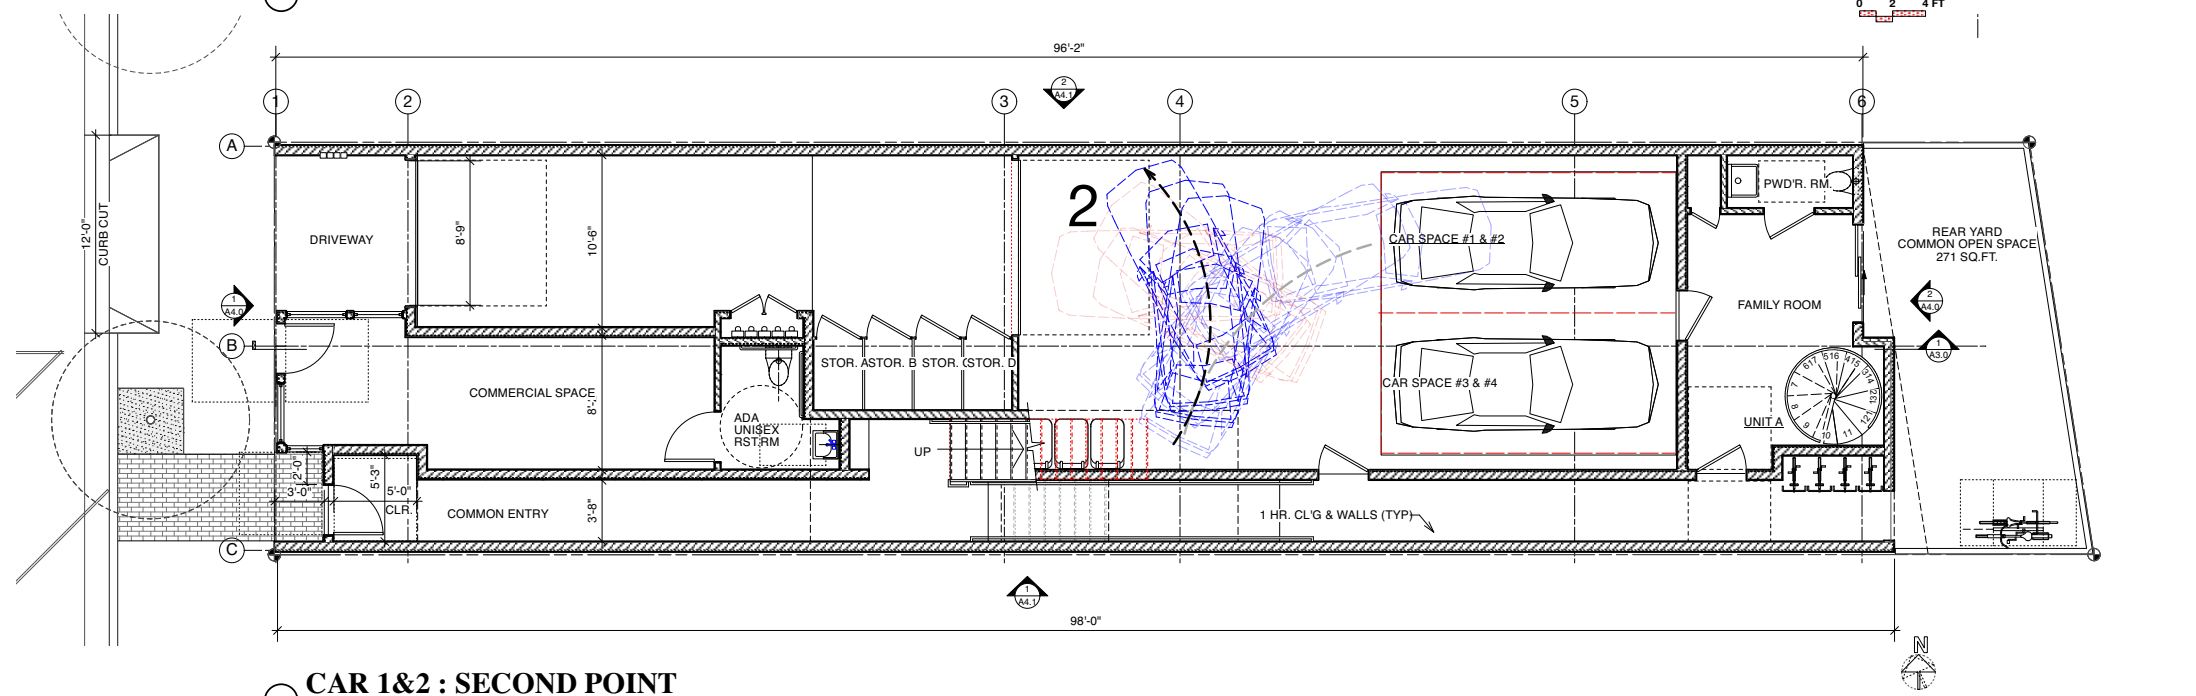 0 2 4 FT
96'-2"
2
A4.1
1 2 3 4 5 6
A
2
12'-0"
CURB CUT
DRIVEWAY
8'-9"
10'-6"
CAR SPACE #1 & #2
PWD'R. RM.
REAR YARD
COMMON OPEN SPACE
271 SQ.FT.
1
A4.0
2
A4.0
FAMILY ROOM
B
1
A3.0
STOR. A STOR. B STOR. C STOR. D
COMMERCIAL SPACE
CAR SPACE #3 & #4
ADA
UNISEX
RST.RM
UNIT A
UP
2'-0"
5'-3"
3'-0"
5'-0"
CLR.
COMMON ENTRY
3'-8"
1 HR. CL'G & WALLS (TYP)
C
1
A4.1
98'-0"
N
CAR 1&2 : SECOND POINT